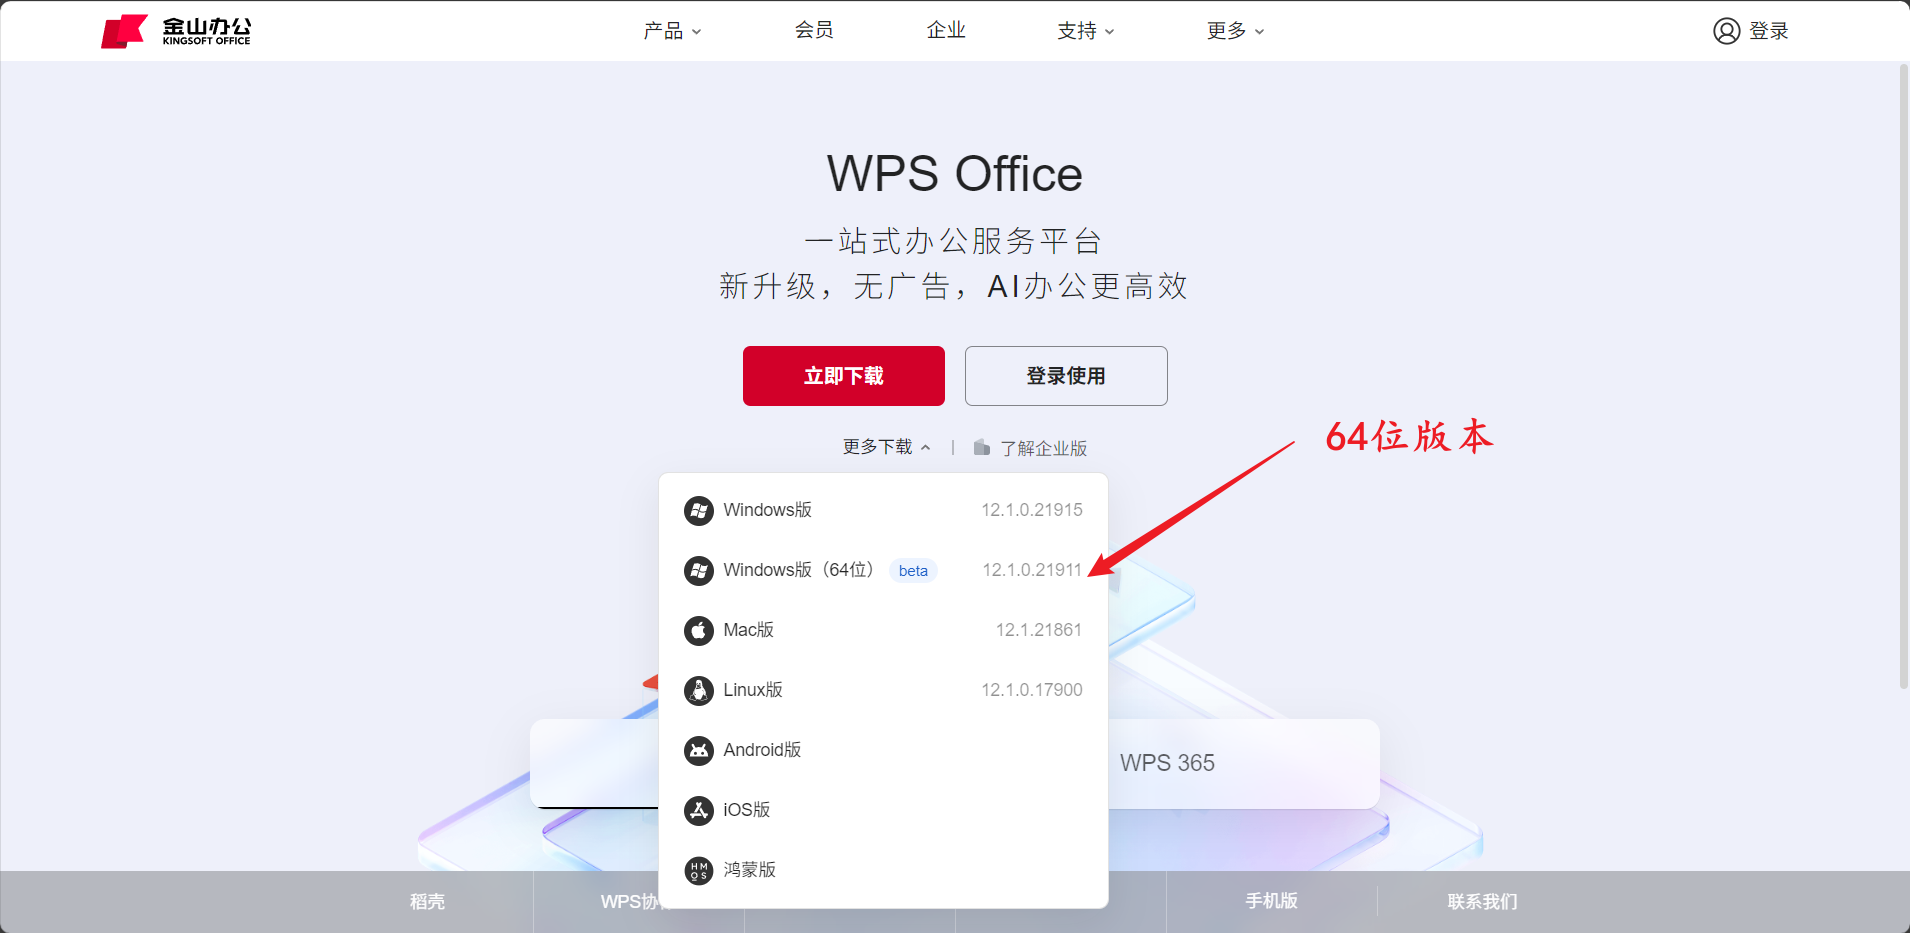 金山办公
KINGSOFT OFFICE
产品
会员
企业
支持
更多
登录
WPS Office
一站式办公服务平台
新升级，无广告，AI办公更高效
立即下载
登录使用
更多下载
了解企业版
64位版本
Windows版 12.1.0.21915
Windows版（64位） beta 12.1.0.21911
Mac版 12.1.21861
Linux版 12.1.0.17900
Android版
iOS版
HMOS 鸿蒙版
WPS 365
稻壳
WPS协
手机版
联系我们